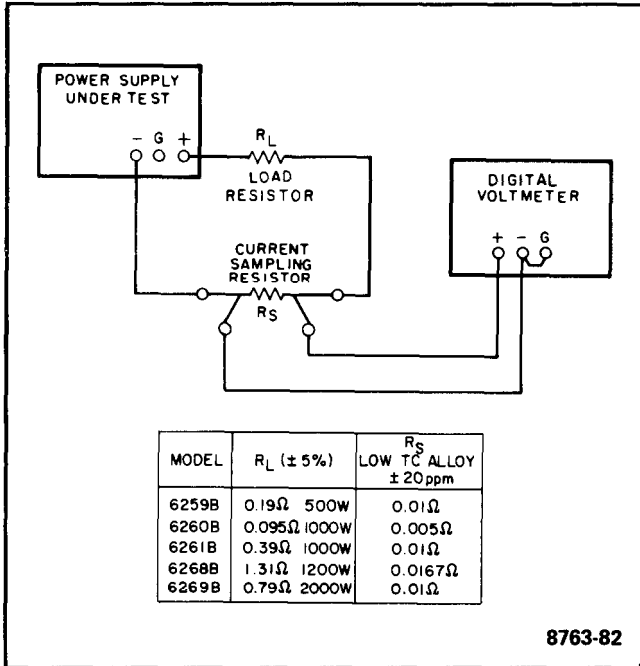 POWER SUPPLY
UNDER TEST
- G +
R_L
LOAD
RESISTOR
DIGITAL
VOLTMETER
+ - G
CURRENT
SAMPLING
RESISTOR
R_S
MODEL R_L (± 5%) R_S LOW TC ALLOY ± 20 ppm
6259B 0.19Ω 500W 0.01Ω
6260B 0.095Ω 1000W 0.005Ω
6261B 0.39Ω 1000W 0.01Ω
6268B 1.31Ω 1200W 0.0167Ω
6269B 0.79Ω 2000W 0.01Ω
8763-82